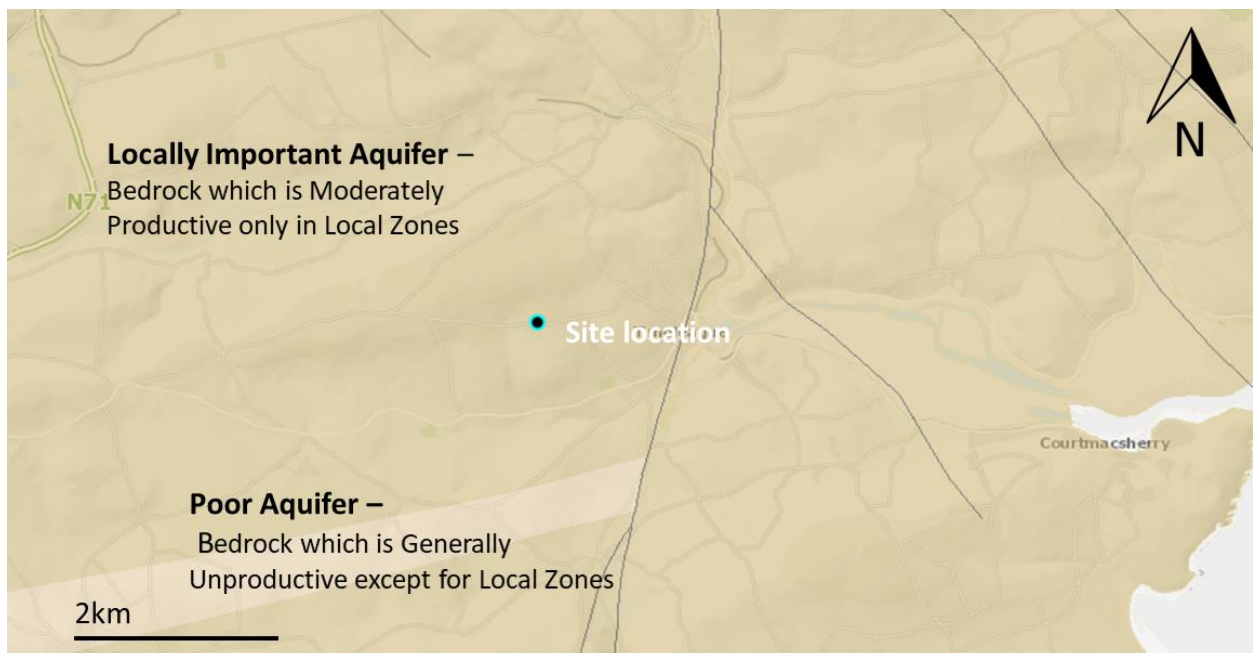 N
Locally Important Aquifer –
Bedrock which is Moderately
N71
Productive only in Local Zones
Site location
Courtmacsherry
Poor Aquifer –
Bedrock which is Generally
Unproductive except for Local Zones
2km